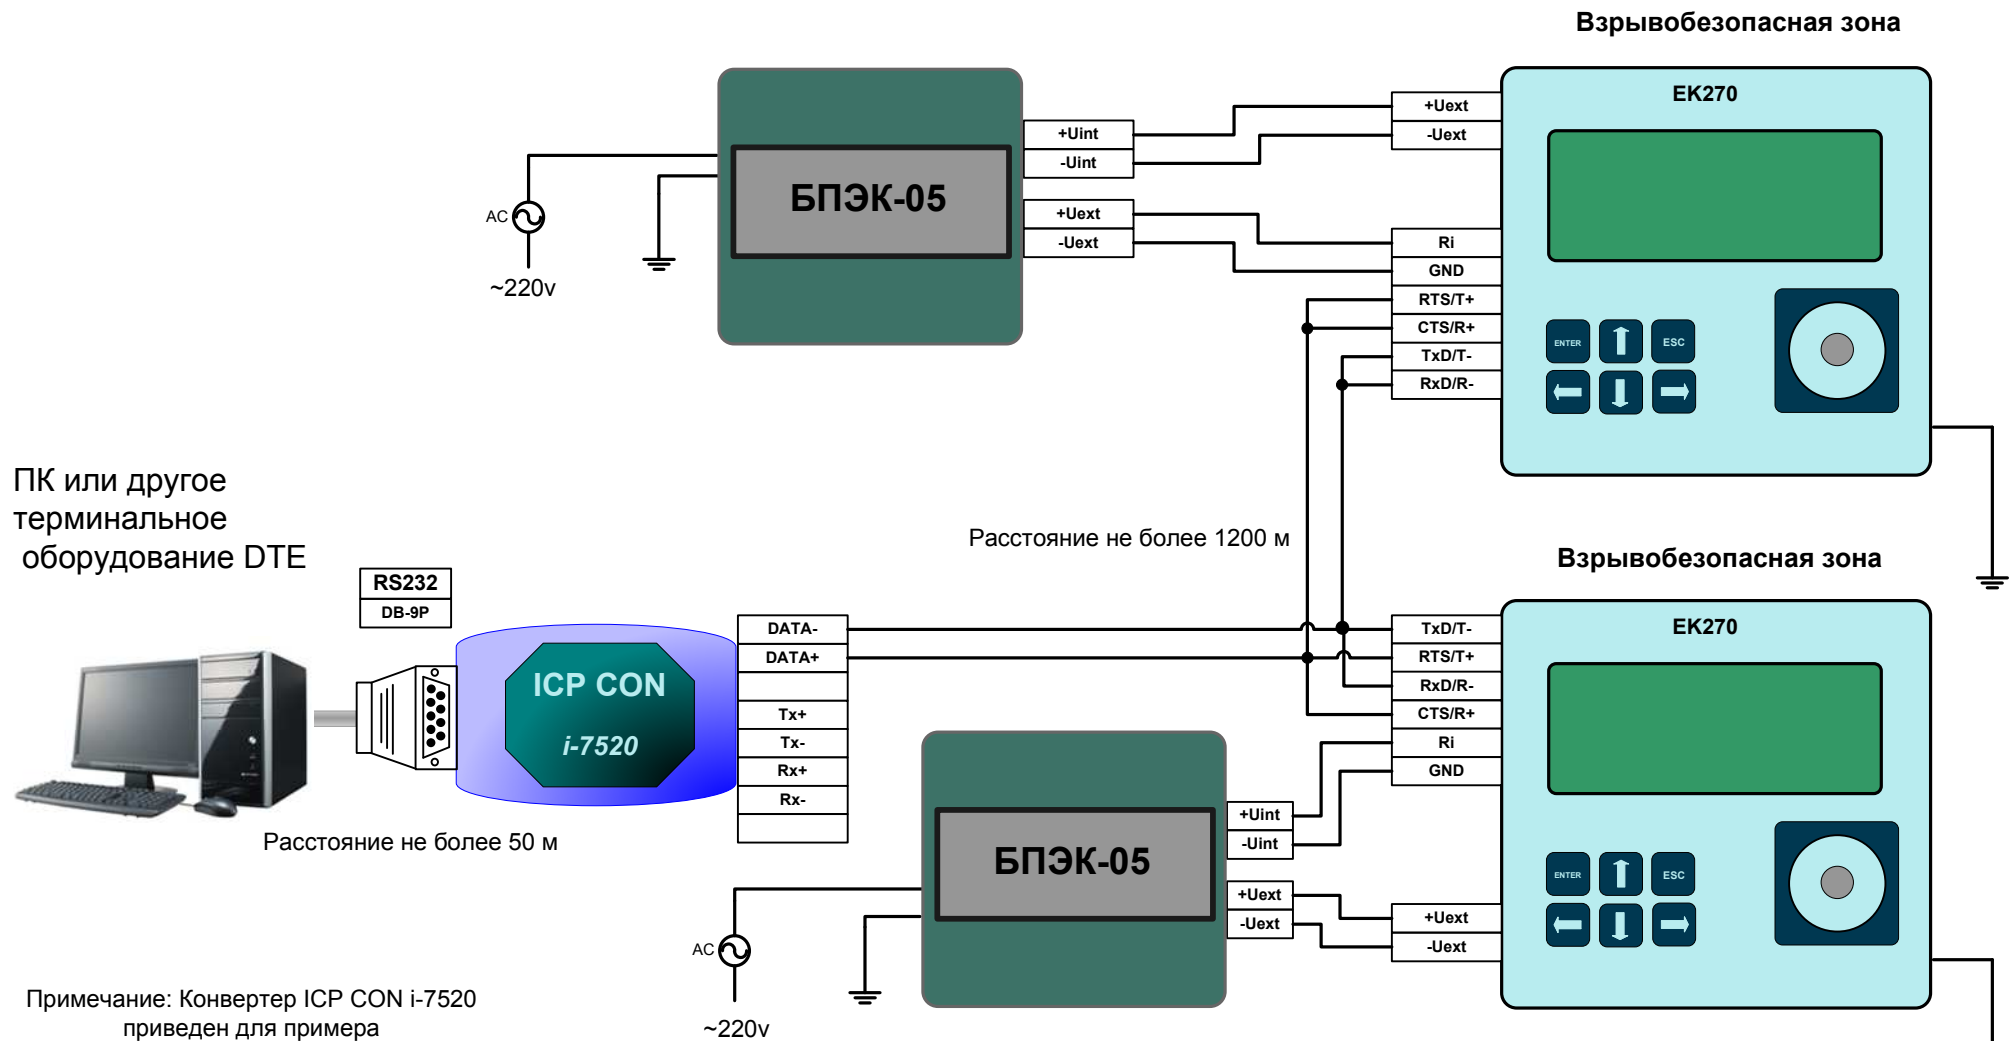 Взрывобезопасная зона
EK270
+Uext
-Uext
+Uint
-Uint
БПЭК-05
+Uext
-Uext
AC
~220v
Ri
GND
RTS/T+
CTS/R+
TxD/T-
RxD/R-
ENTER
ESC
ПК или другое
терминальное
оборудование DTE
Расстояние не более 1200 м
Взрывобезопасная зона
RS232
DB-9P
DATA-
DATA+
Tx+
Tx-
Rx+
Rx-
ICP CON
i-7520
EK270
TxD/T-
RTS/T+
RxD/R-
CTS/R+
Ri
GND
Расстояние не более 50 м
+Uint
-Uint
БПЭК-05
+Uext
-Uext
+Uext
-Uext
ENTER
ESC
AC
~220v
Примечание: Конвертер ICP CON i-7520
приведен для примера